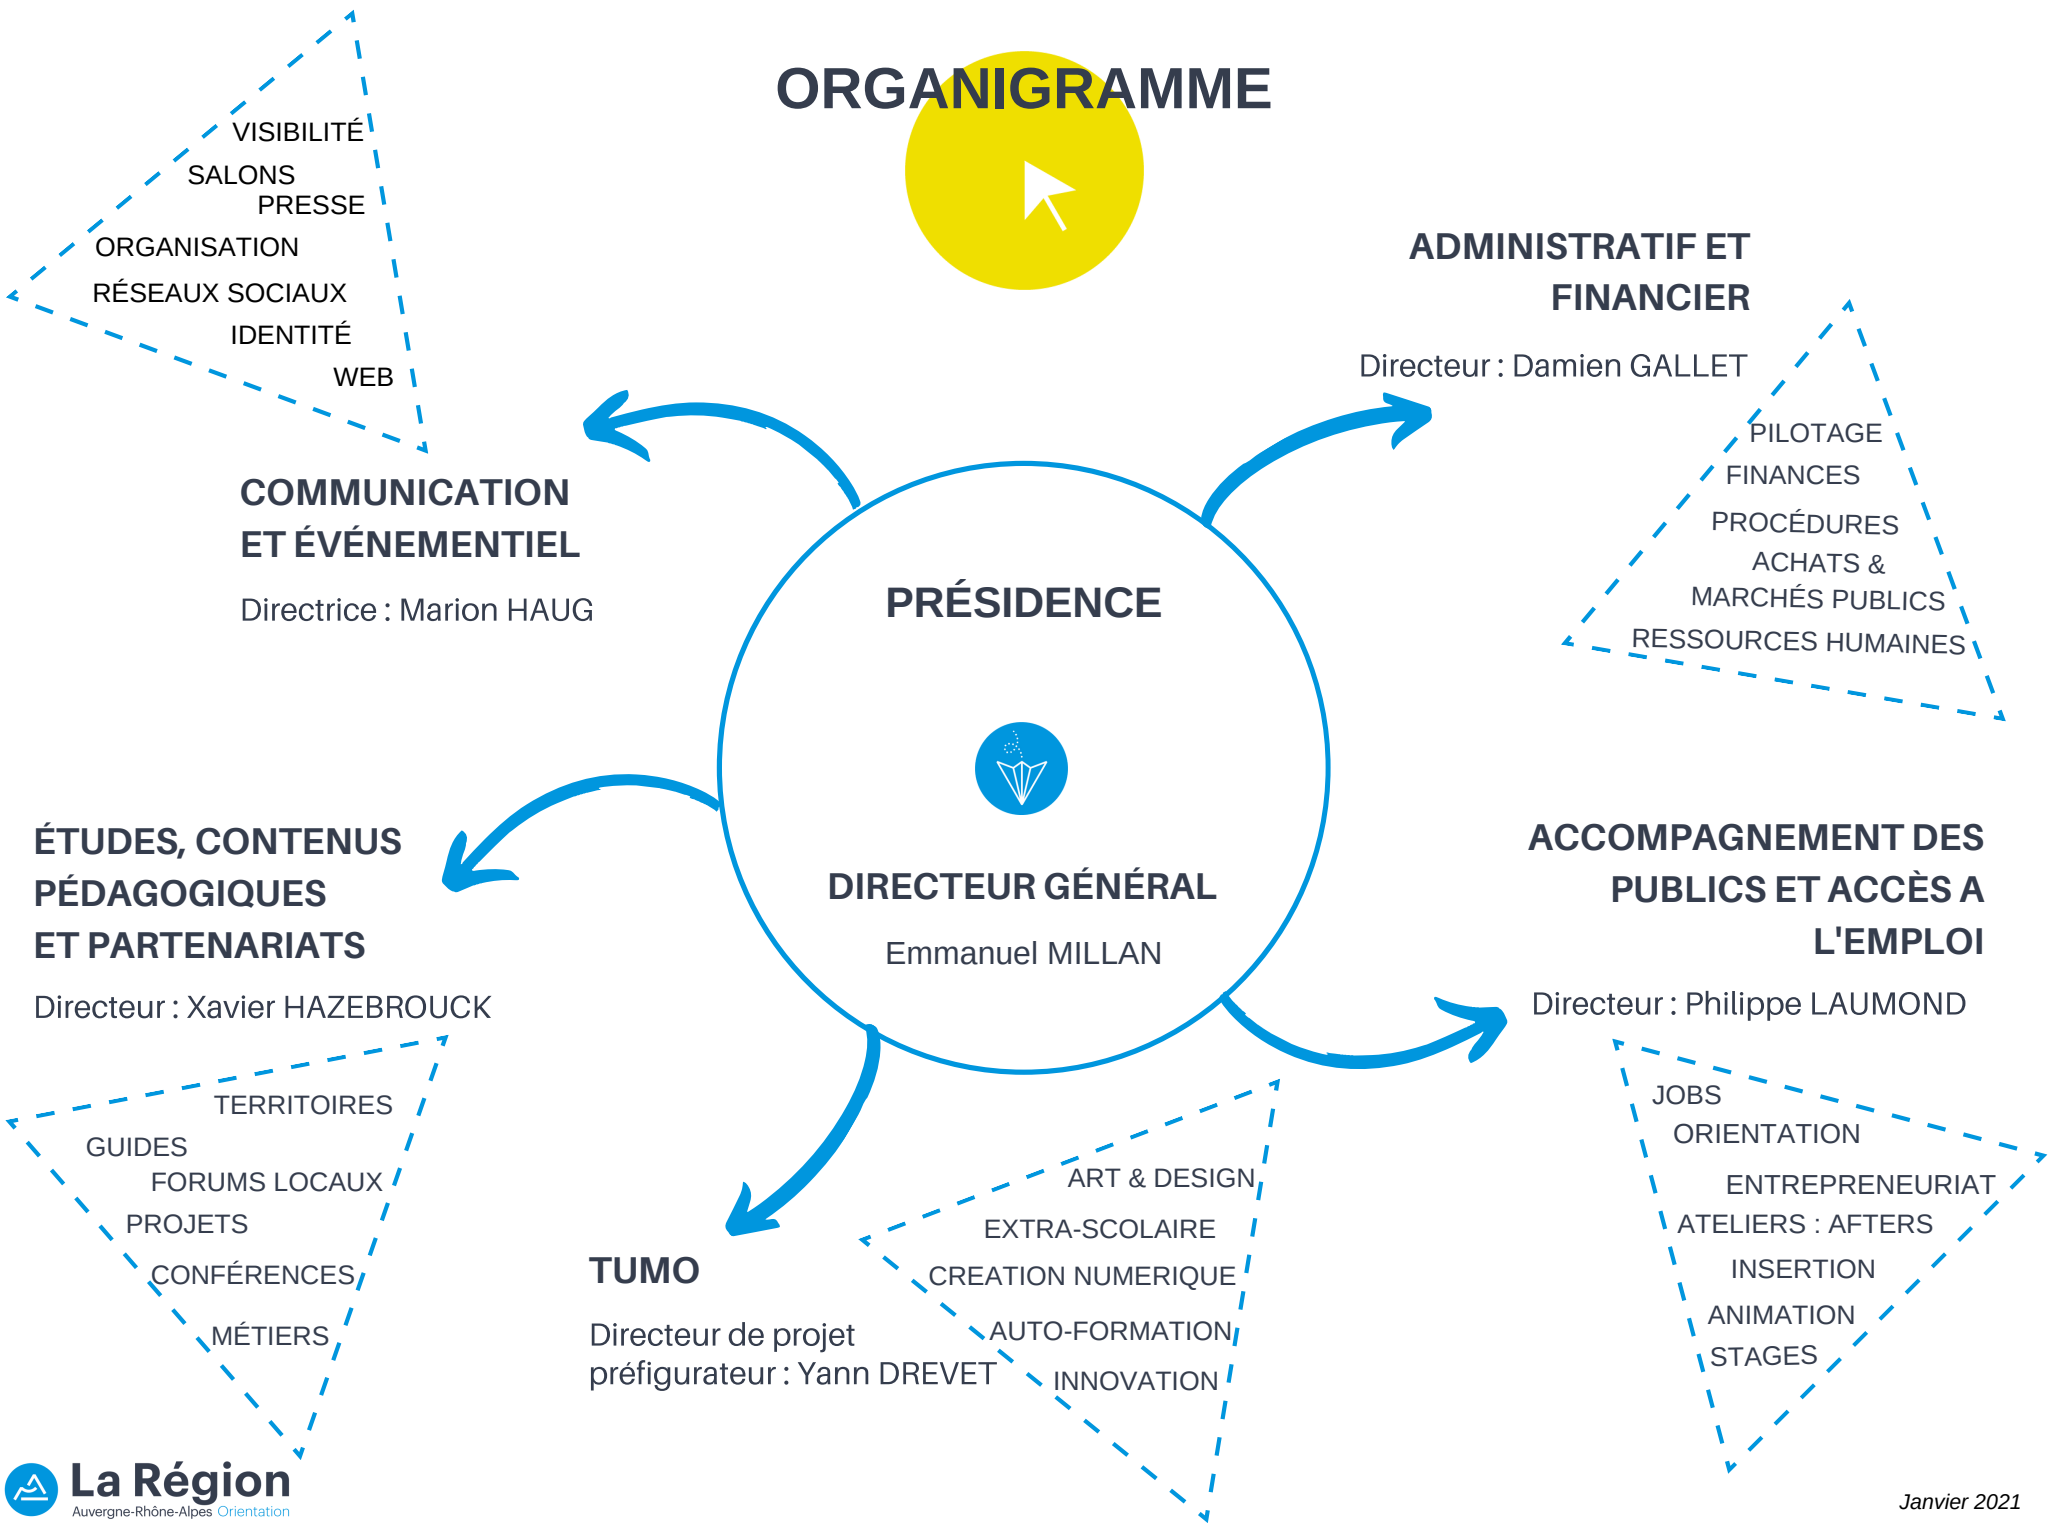 ORGANIGRAMME
VISIBILITÉ
SALONS
PRESSE
ORGANISATION
RÉSEAUX SOCIAUX
IDENTITÉ
WEB
COMMUNICATION
ET ÉVÉNEMENTIEL
Directrice : Marion HAUG
ADMINISTRATIF ET
FINANCIER
Directeur : Damien GALLET
PILOTAGE
FINANCES
PROCÉDURES
ACHATS &
MARCHÉS PUBLICS
RESSOURCES HUMAINES
PRÉSIDENCE
DIRECTEUR GÉNÉRAL
Emmanuel MILLAN
ÉTUDES, CONTENUS
PÉDAGOGIQUES
ET PARTENARIATS
Directeur : Xavier HAZEBROUCK
TERRITOIRES
GUIDES
FORUMS LOCAUX
PROJETS
CONFÉRENCES
MÉTIERS
TUMO
Directeur de projet
préfigurateur : Yann DREVET
ART & DESIGN
EXTRA-SCOLAIRE
CREATION NUMERIQUE
AUTO-FORMATION
INNOVATION
ACCOMPAGNEMENT DES
PUBLICS ET ACCÈS A
L'EMPLOI
Directeur : Philippe LAUMOND
JOBS
ORIENTATION
ENTREPRENEURIAT
ATELIERS : AFTERS
INSERTION
ANIMATION
STAGES
La Région
Auvergne-Rhône-Alpes Orientation
Janvier 2021